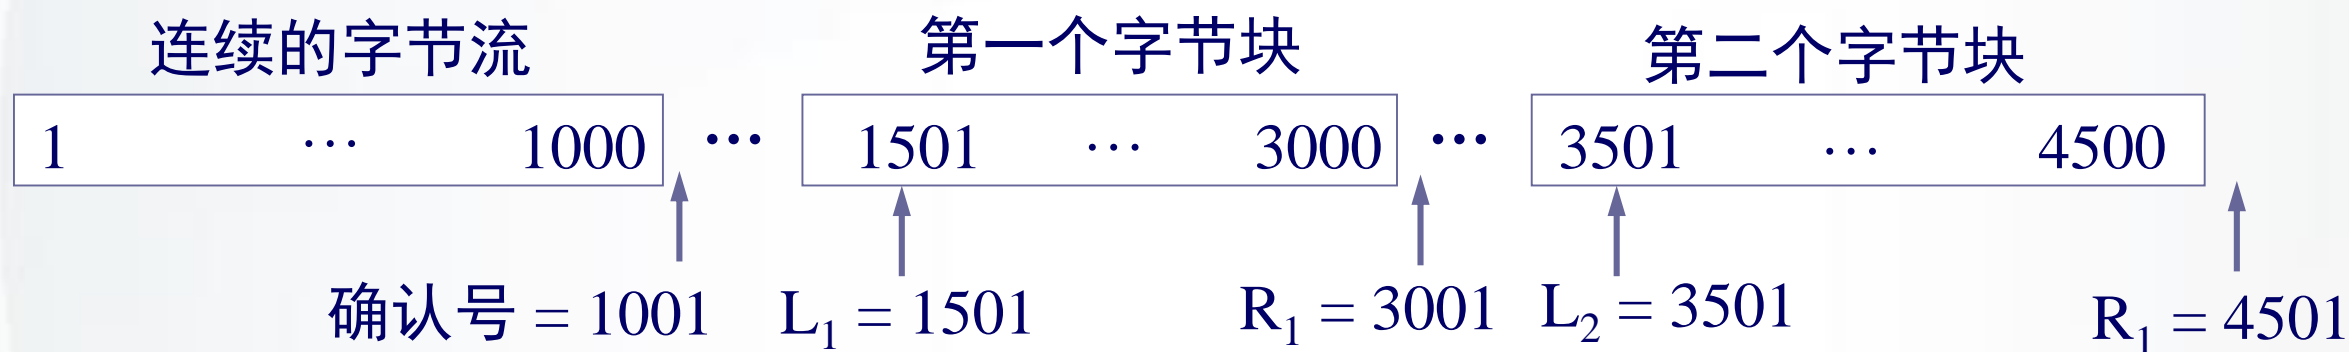 连续的字节流 第一个字节块 第二个字节块
1 … 1000 … 1501 … 3000 … 3501 … 4500
确认号 = 1001 L₁ = 1501 R₁ = 3001 L₂ = 3501 R₁ = 4501